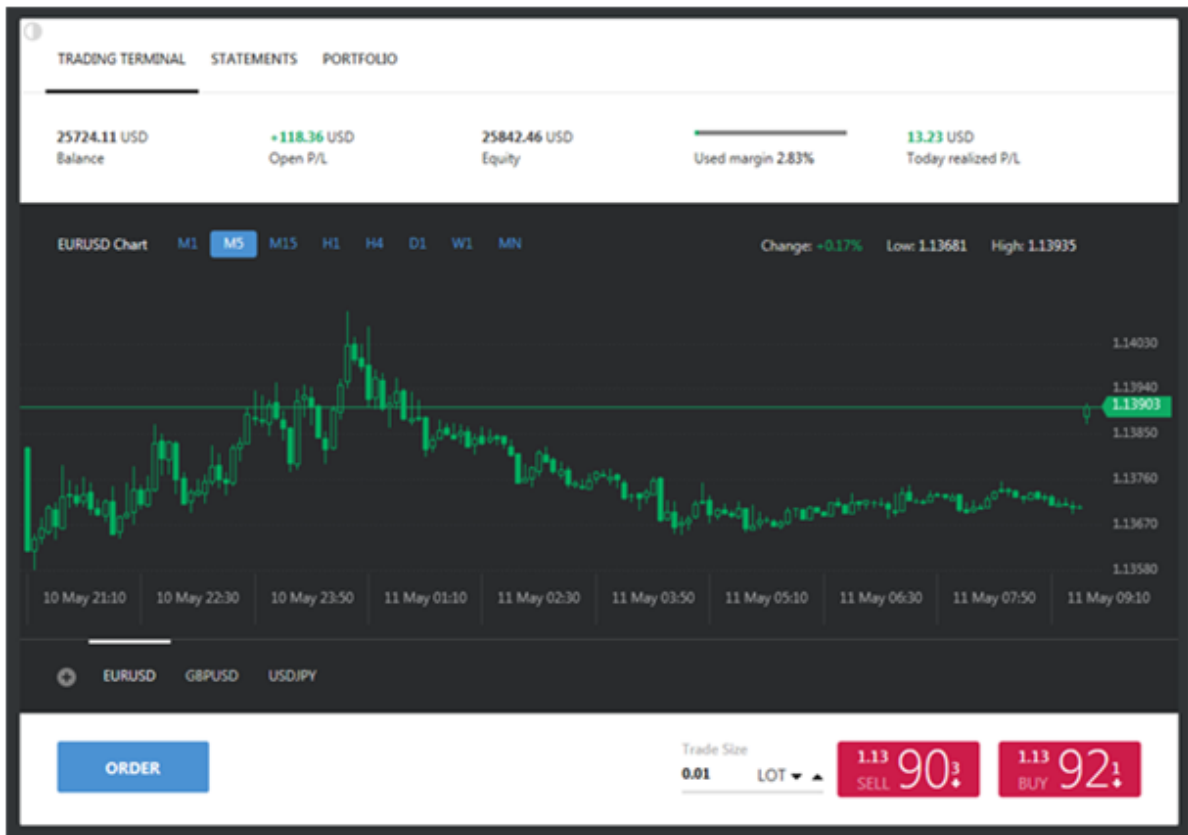 TRADING TERMINAL STATEMENTS PORTFOLIO
25724.11 USD +118.36 USD 25842.46 USD 13.23 USD
Balance Open P/L Equity Used margin 2.83% Today realized P/L
EURUSD Chart M1 M5 M15 H1 H4 D1 W1 MN Change: +0.17% Low: 1.13681 High: 1.13935
1.14030
1.13940
1.13903
1.13850
1.13760
1.13670
1.13580
10 May 21:10 10 May 22:30 10 May 23:50 11 May 01:10 11 May 02:30 11 May 03:50 11 May 05:10 11 May 06:30 11 May 07:50 11 May 09:10
EURUSD GBPUSD USDJPY
Trade Size
ORDER 0.01 LOT 1.13 90 3 SELL 1.13 92 1 BUY